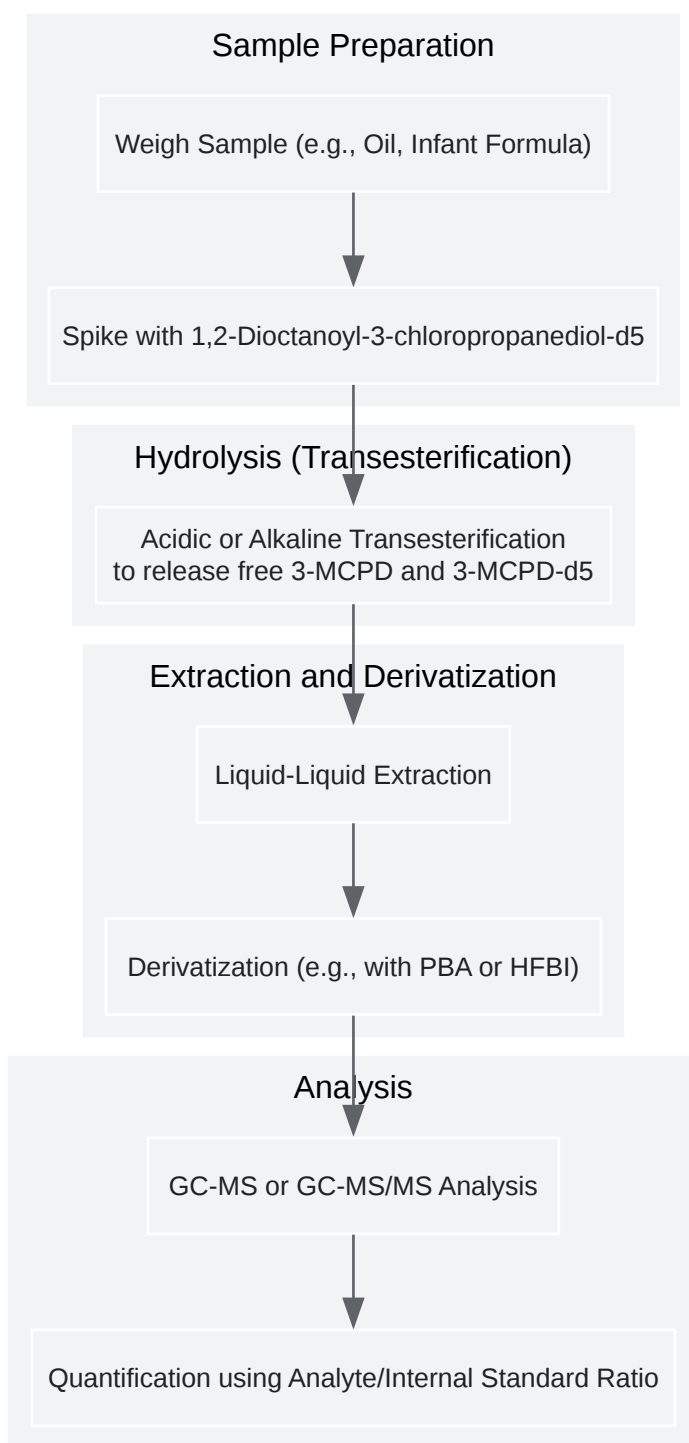 Sample Preparation
Weigh Sample (e.g., Oil, Infant Formula)
Spike with 1,2-Dioctanoyl-3-chloropropanediol-d5
Hydrolysis (Transesterification)
Acidic or Alkaline Transesterification
to release free 3-MCPD and 3-MCPD-d5
Extraction and Derivatization
Liquid-Liquid Extraction
Derivatization (e.g., with PBA or HFBI)
Analysis
GC-MS or GC-MS/MS Analysis
Quantification using Analyte/Internal Standard Ratio